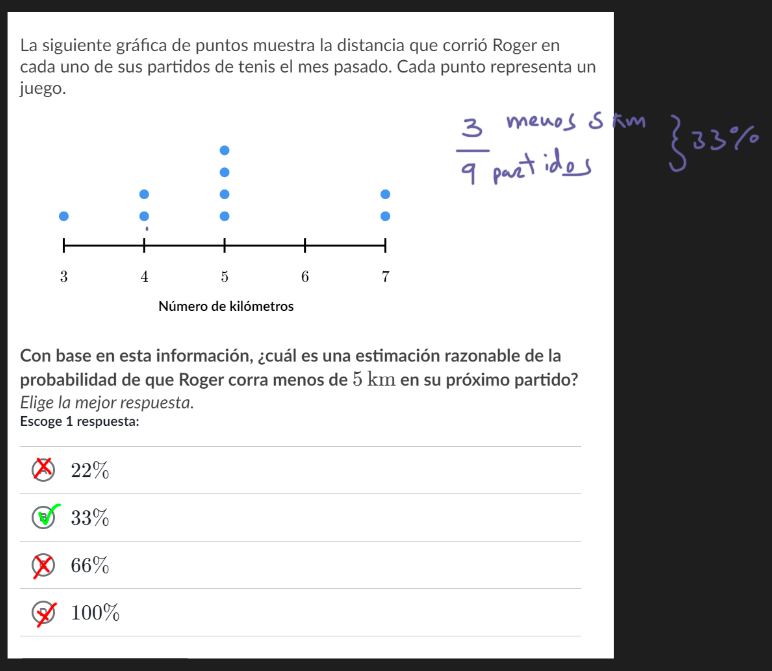 La siguiente gráfica de puntos muestra la distancia que corrió Roger en
cada uno de sus partidos de tenis el mes pasado. Cada punto representa un
juego.
3 menos 5 km
9 partidos
} 33%
3 4 5 6 7
Número de kilómetros
Con base en esta información, ¿cuál es una estimación razonable de la
probabilidad de que Roger corra menos de 5 km en su próximo partido?
Elige la mejor respuesta.
Escoge 1 respuesta:
22%
B 33%
66%
D 100%